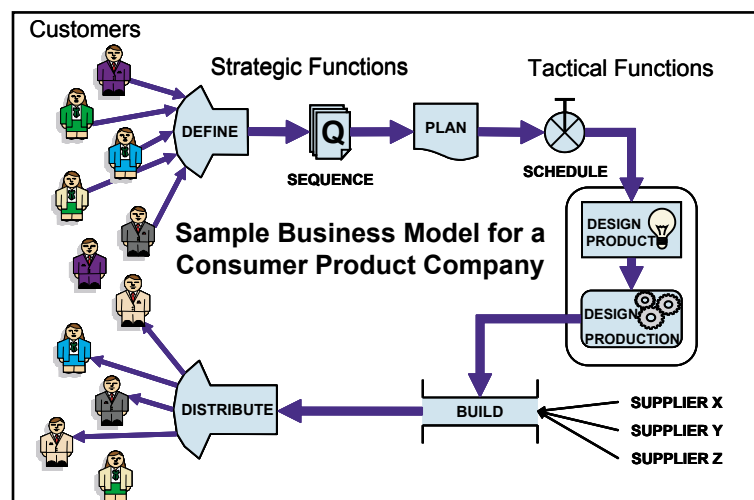 Customers
Strategic Functions
Tactical Functions
DEFINE
Q
PLAN
SEQUENCE
SCHEDULE
Sample Business Model for a
Consumer Product Company
DESIGN
PRODUCT
DESIGN
PRODUCTION
DISTRIBUTE
BUILD
SUPPLIER X
SUPPLIER Y
SUPPLIER Z